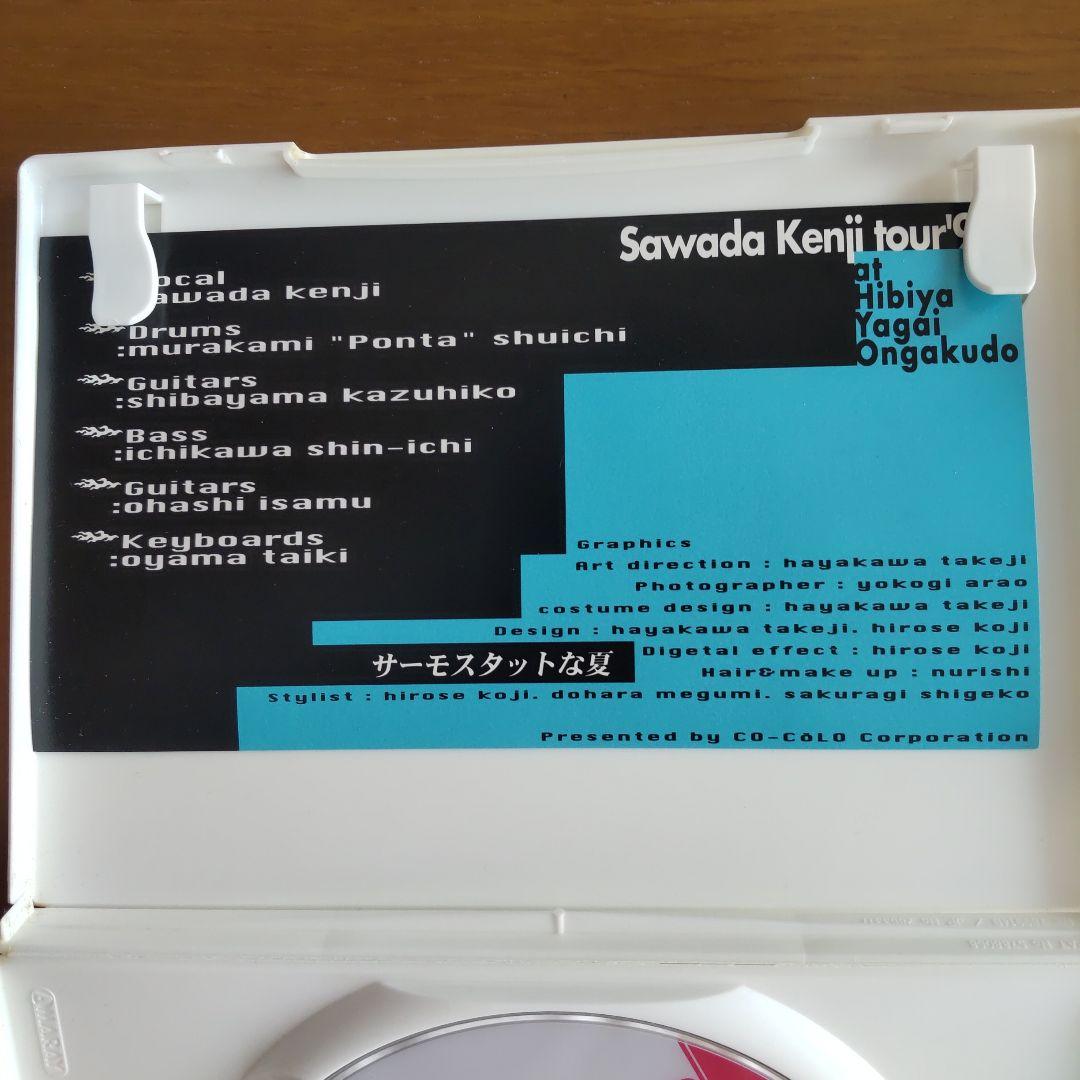 Sawada Kenji tour'9
at
Hibiya
Yagai
Ongakudo
ocal
awada kenji
Drums
:murakami "Ponta" shuichi
Guitars
:shibayama kazuhiko
Bass
:ichikawa shin-ichi
Guitars
:ohashi isamu
Keyboards
:oyama taiki
Graphics
Art direction : hayakawa takeji
Photographer : yokogi arao
costume design : hayakawa takeji
Design : hayakawa takeji. hirose koji
Digetal effect : hirose koji
サーモスタットな夏
Hair&make up : nurishi
Stylist : hirose koji. dohara megumi. sakuragi shigeko
Presented by CO-CòLO Corporation
AMARAY